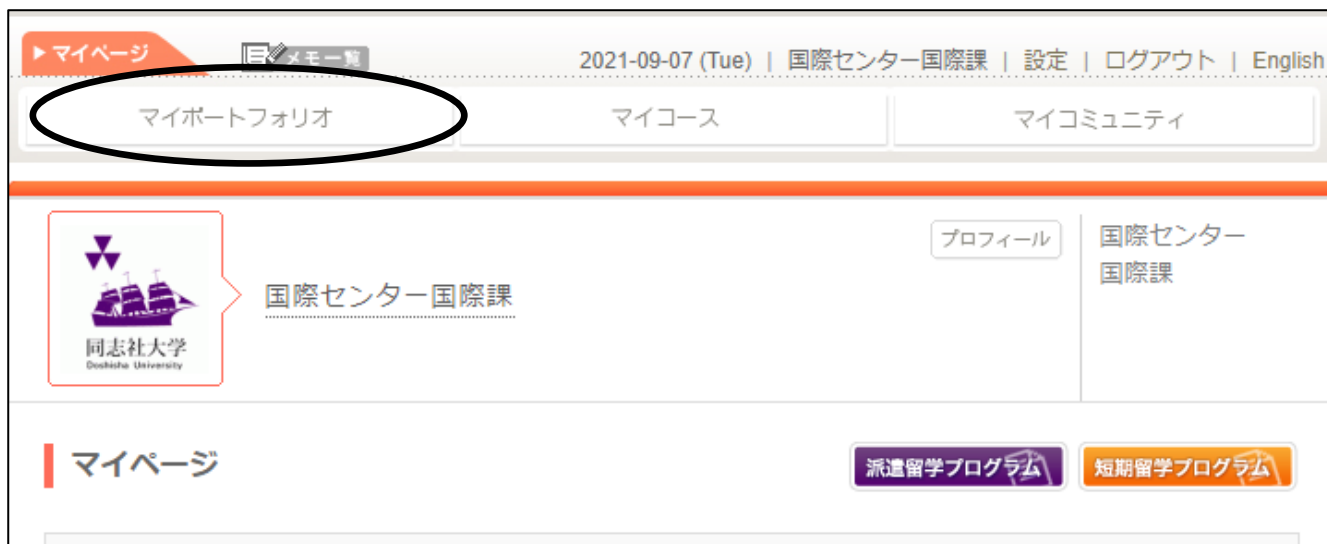 マイページ
メモ一覧
2021-09-07 (Tue) | 国際センター国際課 | 設定 | ログアウト | English
マイポートフォリオ
マイコース
マイコミュニティ
同志社大学
Doshisha University
国際センター国際課
プロフィール
国際センター
国際課
マイページ
派遣留学プログラム
短期留学プログラム